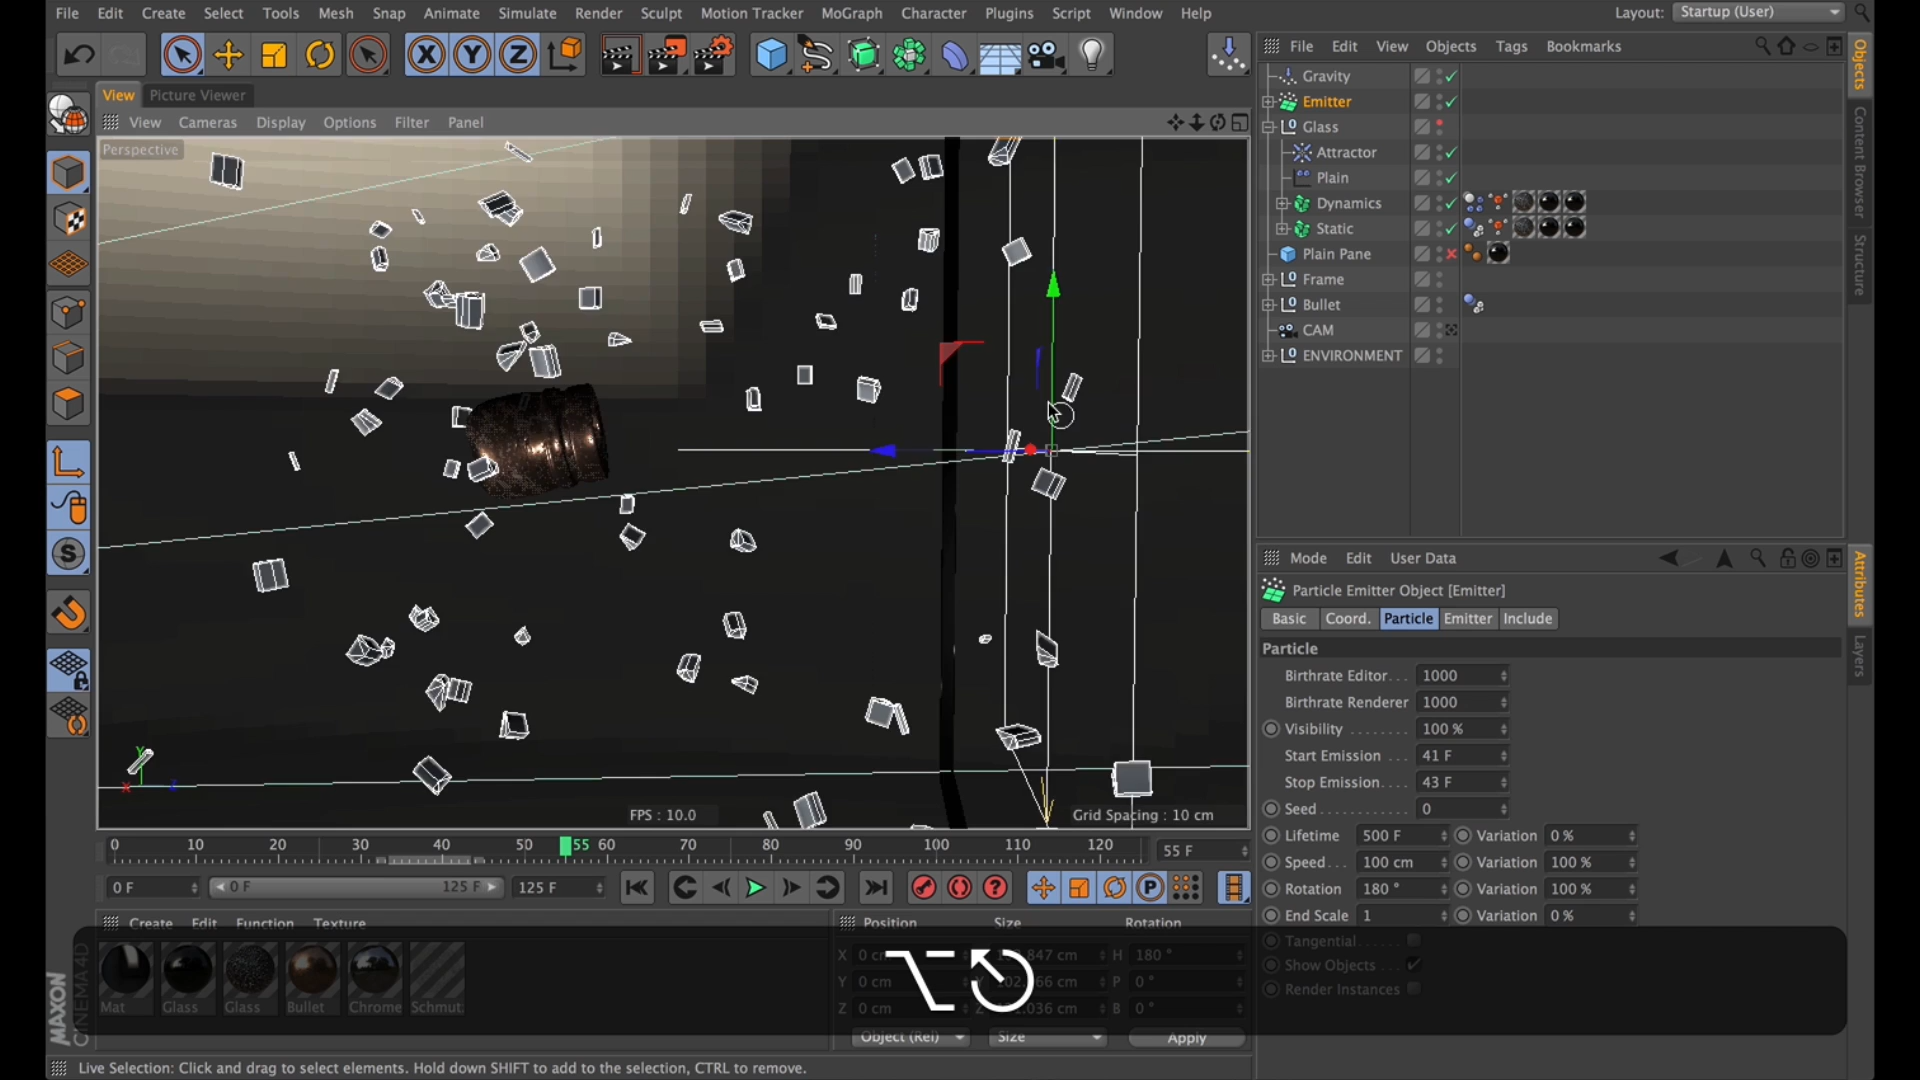 File Edit Create Select Tools Mesh Snap Animate Simulate Render Sculpt Motion Tracker MoGraph Character Plugins Script Window Help Layout: Startup (User)
X Y Z
File Edit View Objects Tags Bookmarks
View Picture Viewer
View Cameras Display Options Filter Panel
Perspective
Gravity
Emitter
Glass
Attractor
Plain
Dynamics
Static
Plain Pane
Frame
Bullet
CAM
ENVIRONMENT
Objects
Content Browser
Structure
Mode Edit User Data
Particle Emitter Object [Emitter]
Basic Coord. Particle Emitter Include
Particle
Birthrate Editor... 1000
Birthrate Renderer 1000
Visibility ........ 100 %
Start Emission ... 41 F
Stop Emission.... 43 F
Seed............ 0
Lifetime 500 F Variation 0 %
Speed... 100 cm Variation 100 %
Rotation 180 ° Variation 100 %
End Scale 1 Variation 0 %
Tangential
Show Objects
Render Instances
Attributes
Layers
S
Y
X Z
FPS : 10.0
Grid Spacing : 10 cm
0 10 20 30 40 50 55 60 70 80 90 100 110 120 55 F
0 F 0 F 125 F 125 F
P
Create Edit Function Texture
Position Size Rotation
Mat Glass Glass Bullet Chrome Schmut
X 0 cm 847 cm H 180 °
Y 0 cm 66 cm P 0 °
Z 0 cm Z .036 cm B 0 °
Object (Rel) Size Apply
MAXON
CINEMA 4D
Live Selection: Click and drag to select elements. Hold down SHIFT to add to the selection, CTRL to remove.